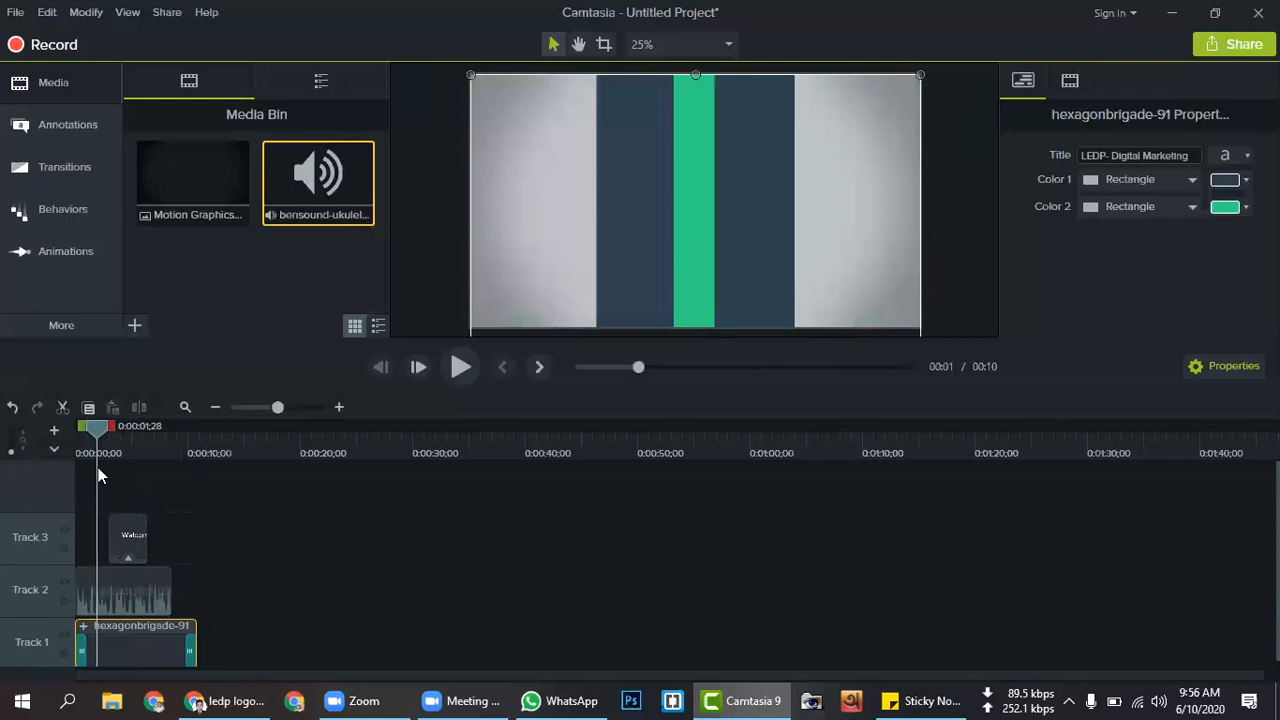 File Edit Modify View Share Help
Camtasia - Untitled Project*
Sign In
Record
25%
Share
Media
Annotations
Transitions
Behaviors
Animations
More
Media Bin
Motion Graphics...
bensound-ukulel...
hexagonbrigade-91 Propert...
Title LEDP- Digital Marketing a
Color 1 Rectangle
Color 2 Rectangle
00:01 / 00:10
Properties
0:00:01;28
0:00:00;00 0:00:10;00 0:00:20;00 0:00:30;00 0:00:40;00 0:00:50;00 0:01:00;00 0:01:10;00 0:01:20;00 0:01:30;00 0:01:40;00
Track 3
Track 2
Track 1
hexagonbrigade-91
ledp logo...
Zoom
Meeting ...
WhatsApp
Ps
Camtasia 9
Sticky No...
89.5 kbps
252.1 kbps
9:56 AM
6/10/2020